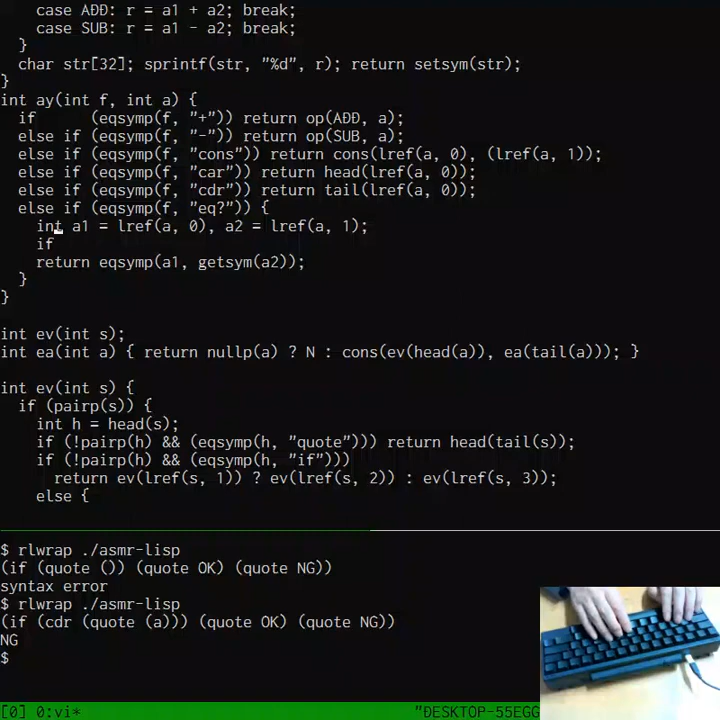 case AĐĐ: r = a1 + a2; break;
case SUB: r = a1 - a2; break;
}
char str[32]; sprintf(str, "%d", r); return setsym(str);
}
int ay(int f, int a) {
if (eqsymp(f, "+")) return op(AĐĐ, a);
else if (eqsymp(f, "-")) return op(SUB, a);
else if (eqsymp(f, "cons")) return cons(lref(a, 0), (lref(a, 1));
else if (eqsymp(f, "car")) return head(lref(a, 0));
else if (eqsymp(f, "cdr")) return tail(lref(a, 0));
else if (eqsymp(f, "eq?")) {
int a1 = lref(a, 0), a2 = lref(a, 1);
if
return eqsymp(a1, getsym(a2));
}
}
int ev(int s);
int ea(int a) { return nullp(a) ? N : cons(ev(head(a)), ea(tail(a))); }
int ev(int s) {
if (pairp(s)) {
int h = head(s);
if (!pairp(h) && (eqsymp(h, "quote"))) return head(tail(s));
if (!pairp(h) && (eqsymp(h, "if")))
return ev(lref(s, 1)) ? ev(lref(s, 2)) : ev(lref(s, 3));
else {
$ rlwrap ./asmr-lisp
(if (quote ()) (quote OK) (quote NG))
syntax error
$ rlwrap ./asmr-lisp
(if (cdr (quote (a))) (quote OK) (quote NG))
NG
$
[0] 0:vi* "ĐESKTOP-55EGG